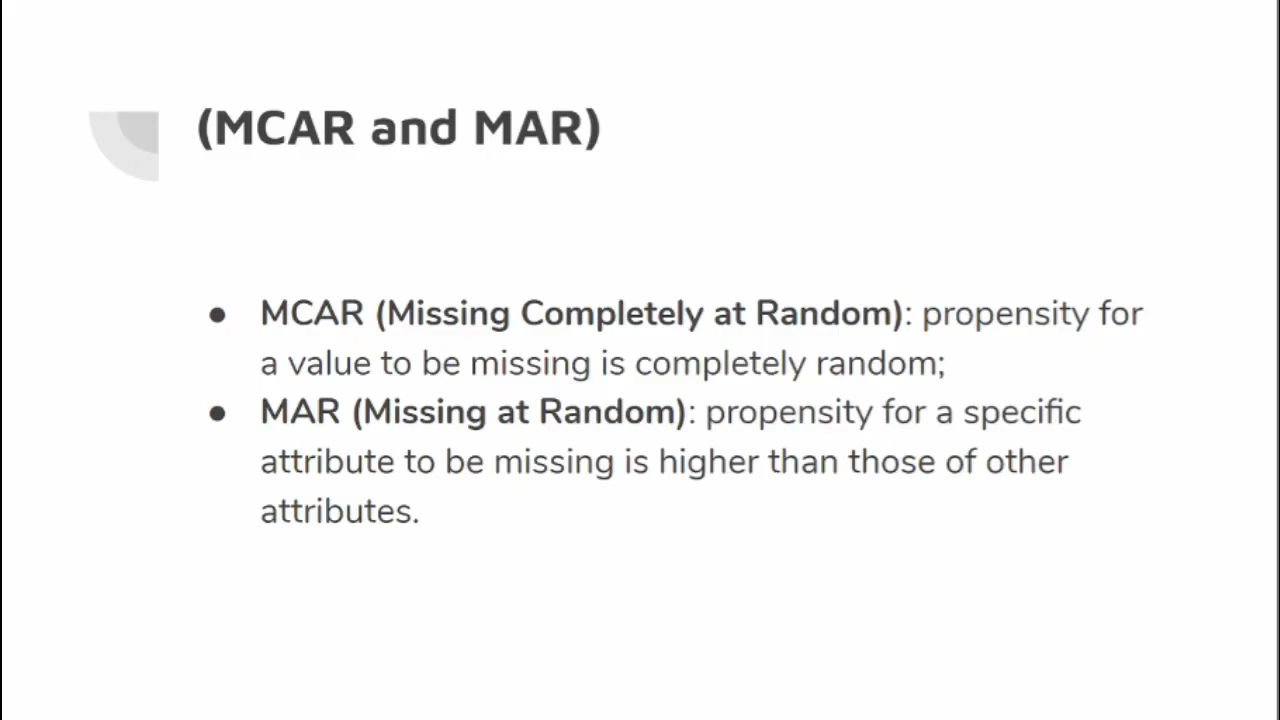 (MCAR and MAR)
● MCAR (Missing Completely at Random): propensity for
a value to be missing is completely random;
● MAR (Missing at Random): propensity for a specific
attribute to be missing is higher than those of other
attributes.